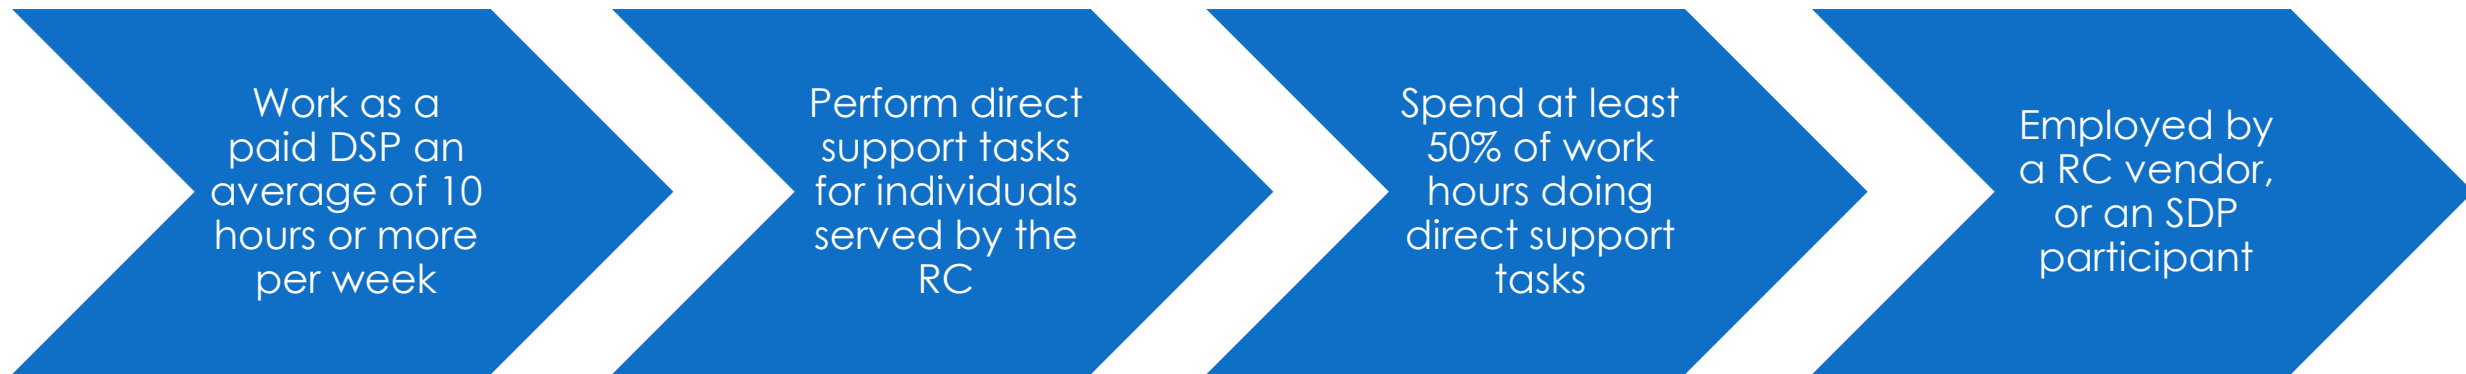 Work as a
paid DSP an
average of 10
hours or more
per week
Perform direct
support tasks
for individuals
served by the
RC
Spend at least
50% of work
hours doing
direct support
tasks
Employed by
a RC vendor,
or an SDP
participant